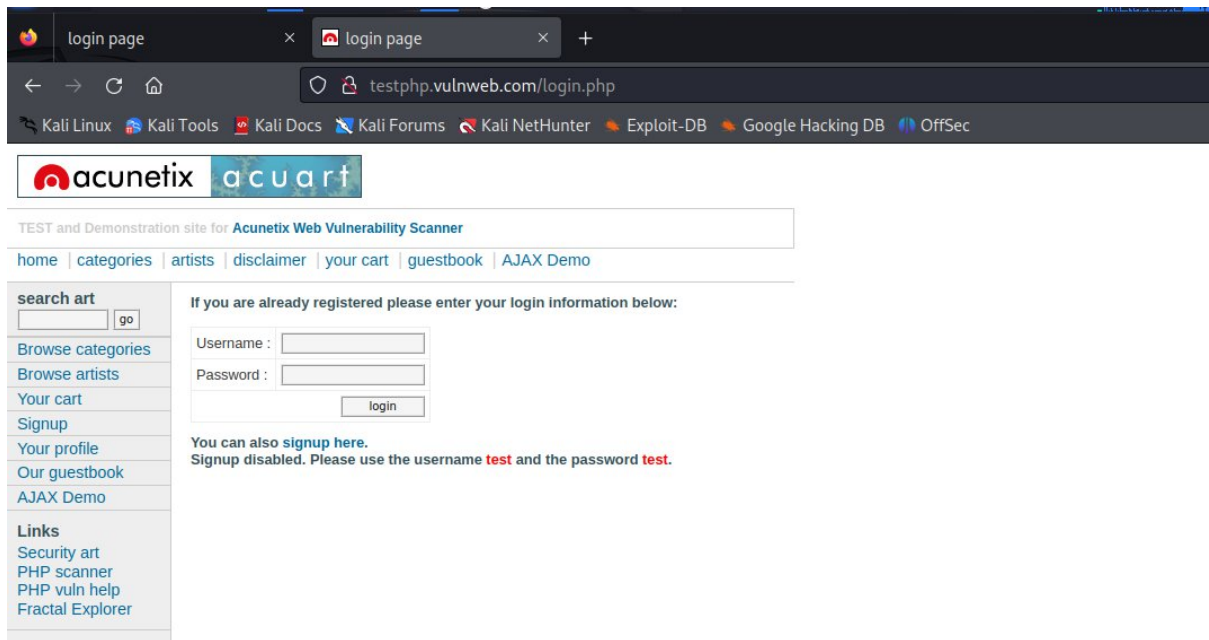 login page × login page × +
testphp.vulnweb.com/login.php
Kali Linux Kali Tools Kali Docs Kali Forums Kali NetHunter Exploit-DB Google Hacking DB OffSec
acunetix acuart
TEST and Demonstration site for Acunetix Web Vulnerability Scanner
home | categories | artists | disclaimer | your cart | guestbook | AJAX Demo
search art
go
Browse categories
Browse artists
Your cart
Signup
Your profile
Our guestbook
AJAX Demo
Links
Security art
PHP scanner
PHP vuln help
Fractal Explorer
If you are already registered please enter your login information below:
Username :
Password :
login
You can also signup here.
Signup disabled. Please use the username test and the password test.